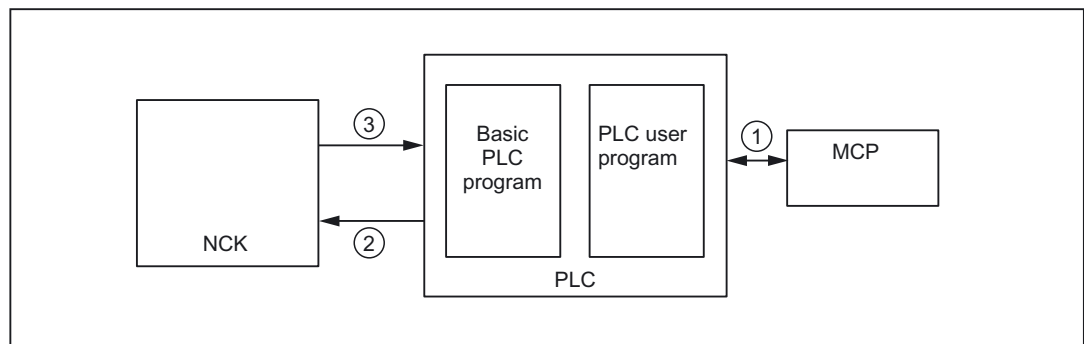 NCK
3
2
Basic
PLC
program
PLC user
program
PLC
1
MCP